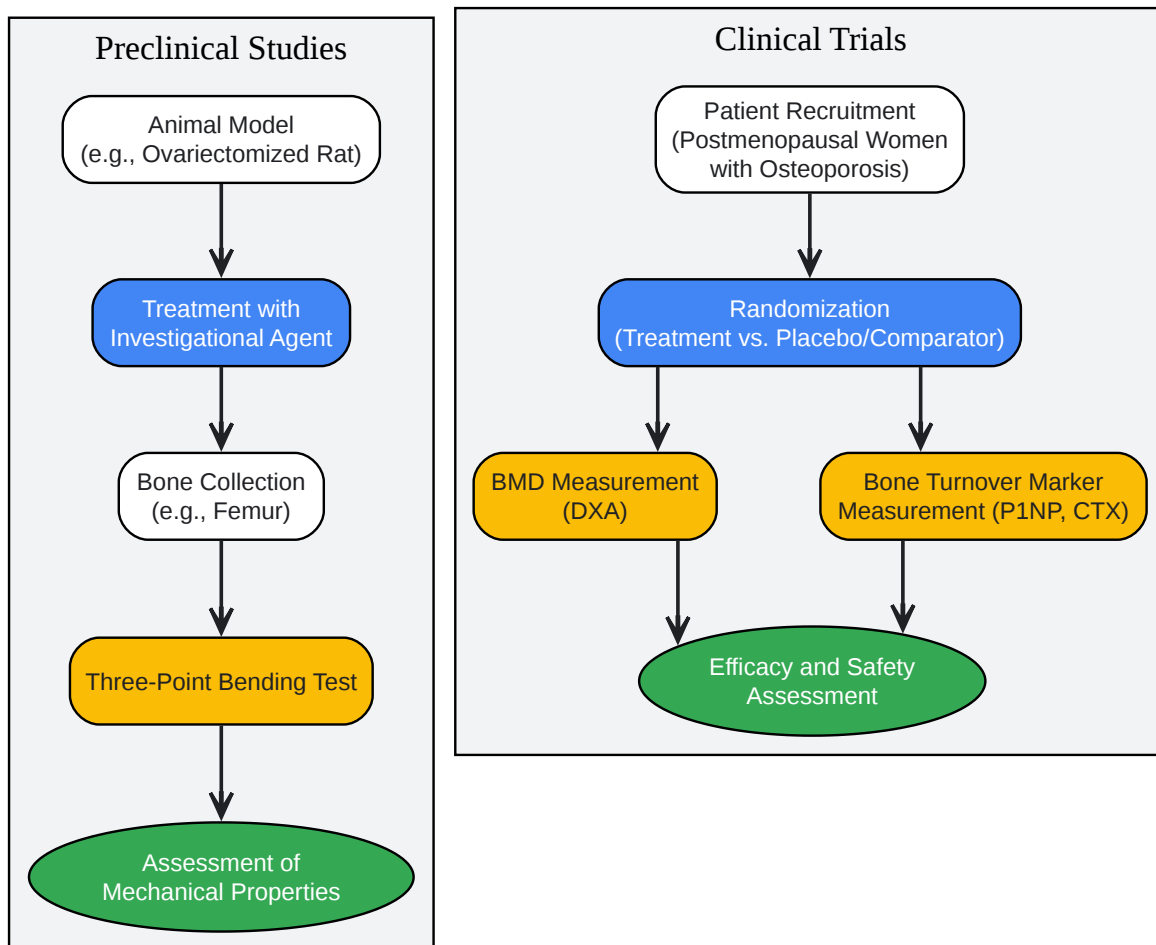 Preclinical Studies
Animal Model
(e.g., Ovariectomized Rat)
Treatment with
Investigational Agent
Bone Collection
(e.g., Femur)
Three-Point Bending Test
Assessment of
Mechanical Properties
Clinical Trials
Patient Recruitment
(Postmenopausal Women
with Osteoporosis)
Randomization
(Treatment vs. Placebo/Comparator)
BMD Measurement
(DXA)
Bone Turnover Marker
Measurement (P1NP, CTX)
Efficacy and Safety
Assessment